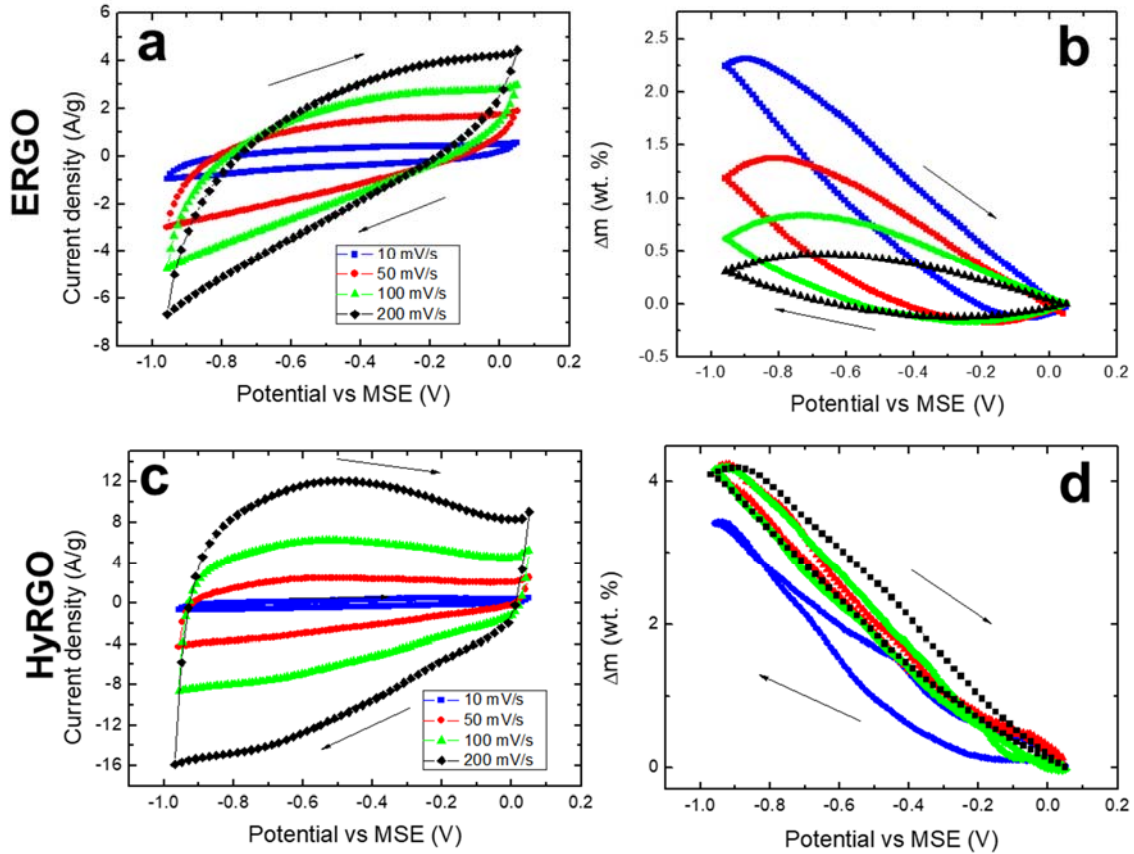 ERGO
a
Current density (A/g)
6
4
2
0
-2
-4
-6
-8
-1.0 -0.8 -0.6 -0.4 -0.2 0.0 0.2
Potential vs MSE (V)
10 mV/s
50 mV/s
100 mV/s
200 mV/s
b
Δm (wt. %)
2.5
2.0
1.5
1.0
0.5
0.0
-0.5
-1.0 -0.8 -0.6 -0.4 -0.2 0.0 0.2
Potential vs MSE (V)
HyRGO
c
Current density (A/g)
12
8
4
0
-4
-8
-12
-16
-1.0 -0.8 -0.6 -0.4 -0.2 0.0 0.2
Potential vs MSE (V)
10 mV/s
50 mV/s
100 mV/s
200 mV/s
d
Δm (wt. %)
4
2
0
-1.0 -0.8 -0.6 -0.4 -0.2 0.0 0.2
Potential vs MSE (V)